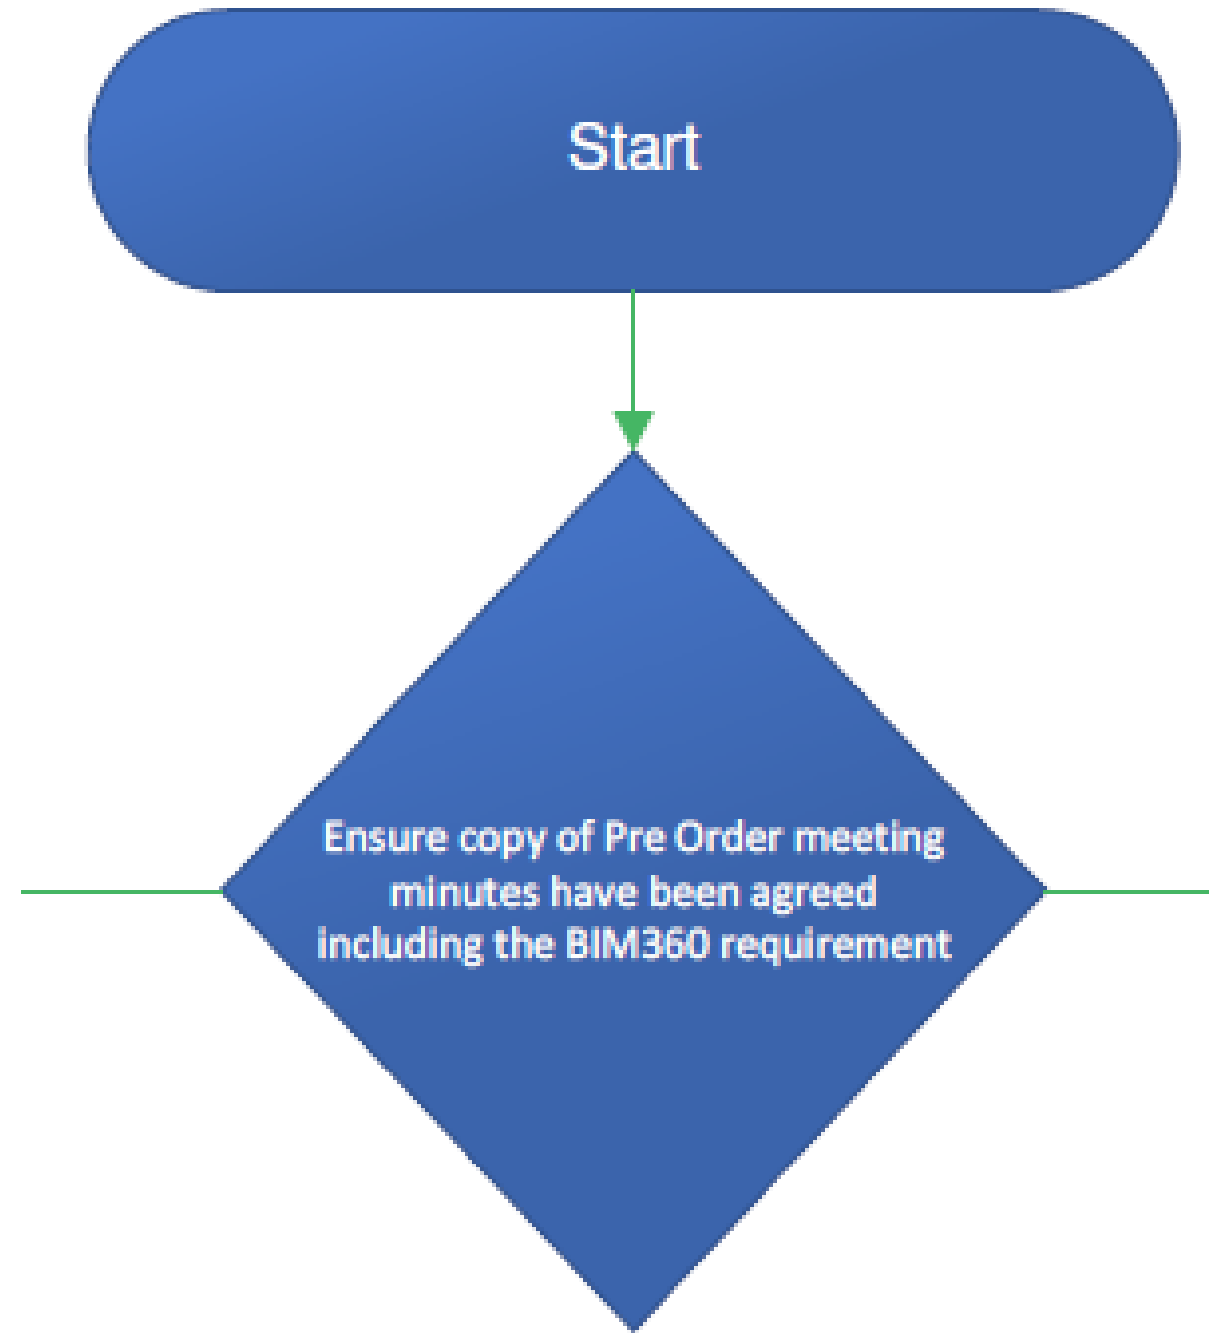 Start
Ensure copy of Pre Order meeting
minutes have been agreed
including the BIM360 requirement